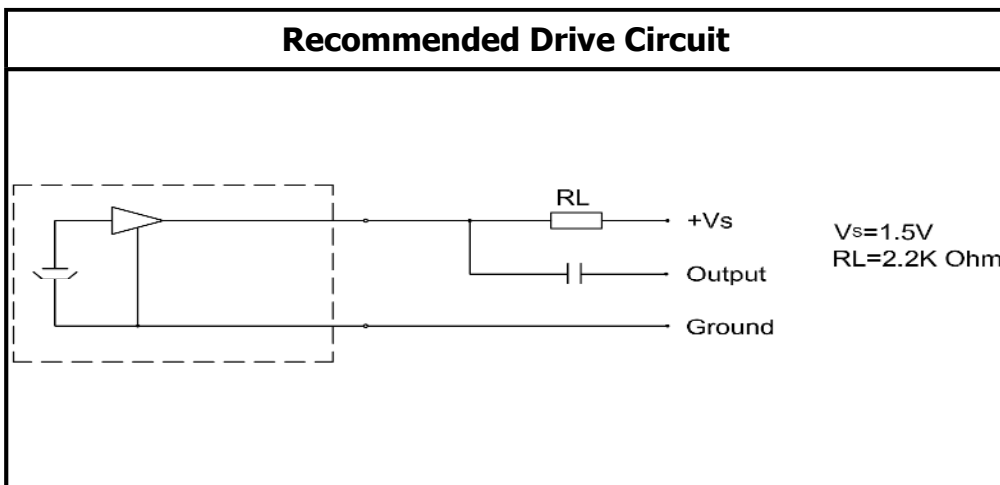 Recommended Drive Circuit
RL
+Vs
Output
Ground
Vs=1.5V
RL=2.2K Ohm